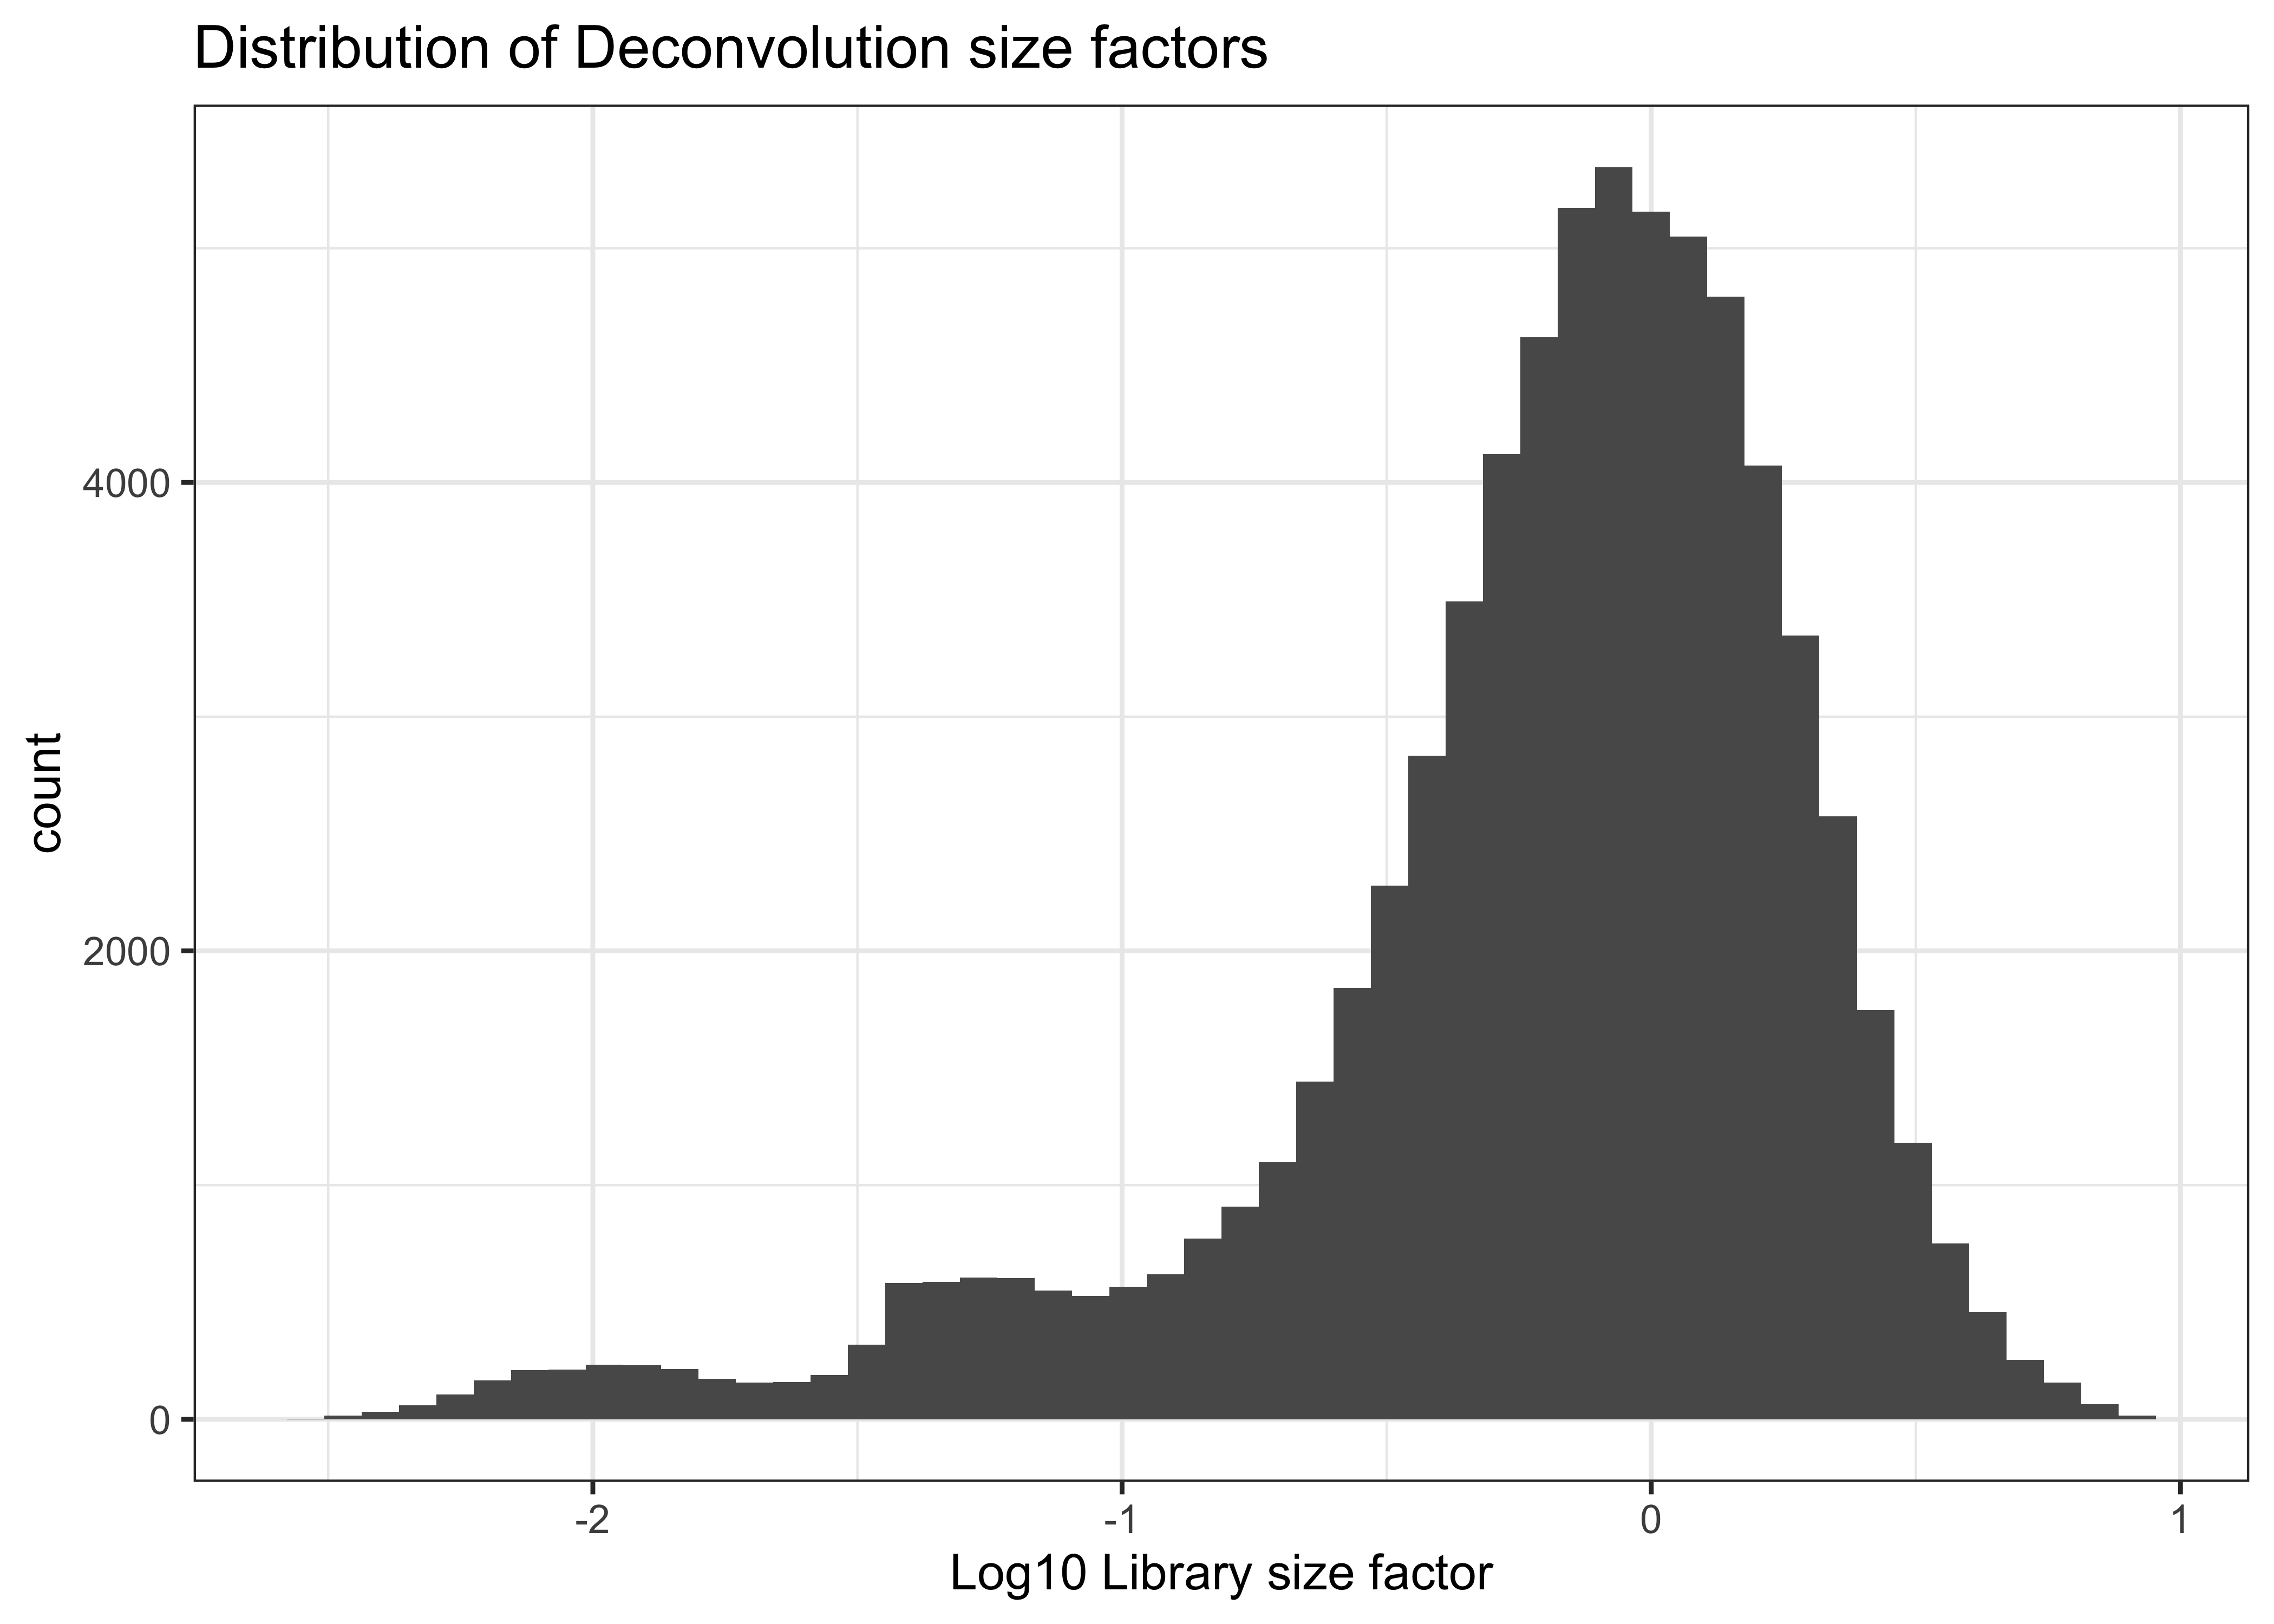 Distribution of Deconvolution size factors
count
4000
2000
0
-2
-1
0
1
Log10 Library size factor